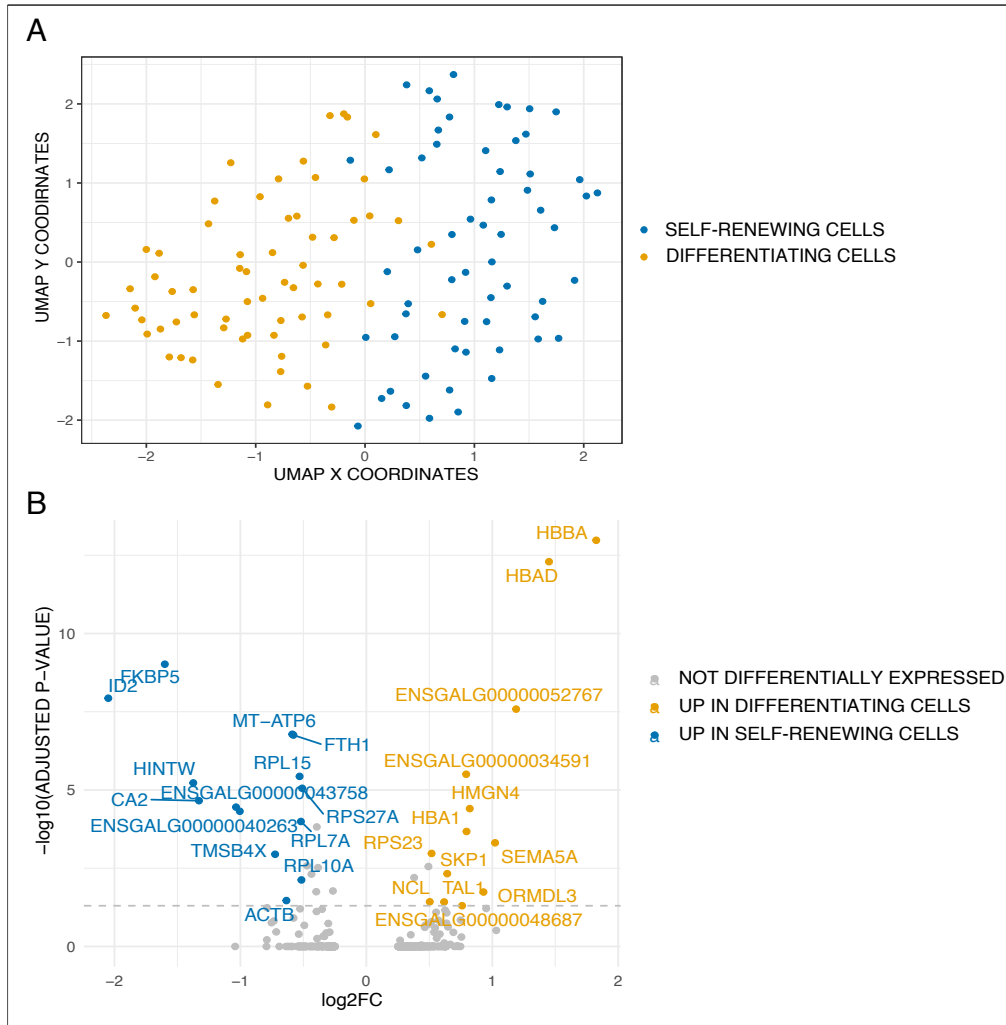 A
2
1
0
−1
−2
UMAP Y COODIRNATES
−2
−1
0
1
2
UMAP X COORDINATES
SELF-RENEWING CELLS
DIFFERENTIATING CELLS
B
10
5
0
−log10(ADJUSTED P−VALUE)
HBBA
HBAD
FKBP5
ID2
ENSGALG00000052767
MT−ATP6
FTH1
RPL15
ENSGALG00000034591
HINTW
ENSGALG00000043758
HMGN4
CA2
RPS27A
HBA1
ENSGALG00000040263
RPL7A
RPS23
SEMA5A
TMSB4X
RPL10A
SKP1
NCL
TAL1
ORMDL3
ACTB
ENSGALG00000048687
−2
−1
0
1
2
log2FC
NOT DIFFERENTIALLY EXPRESSED
UP IN DIFFERENTIATING CELLS
UP IN SELF-RENEWING CELLS